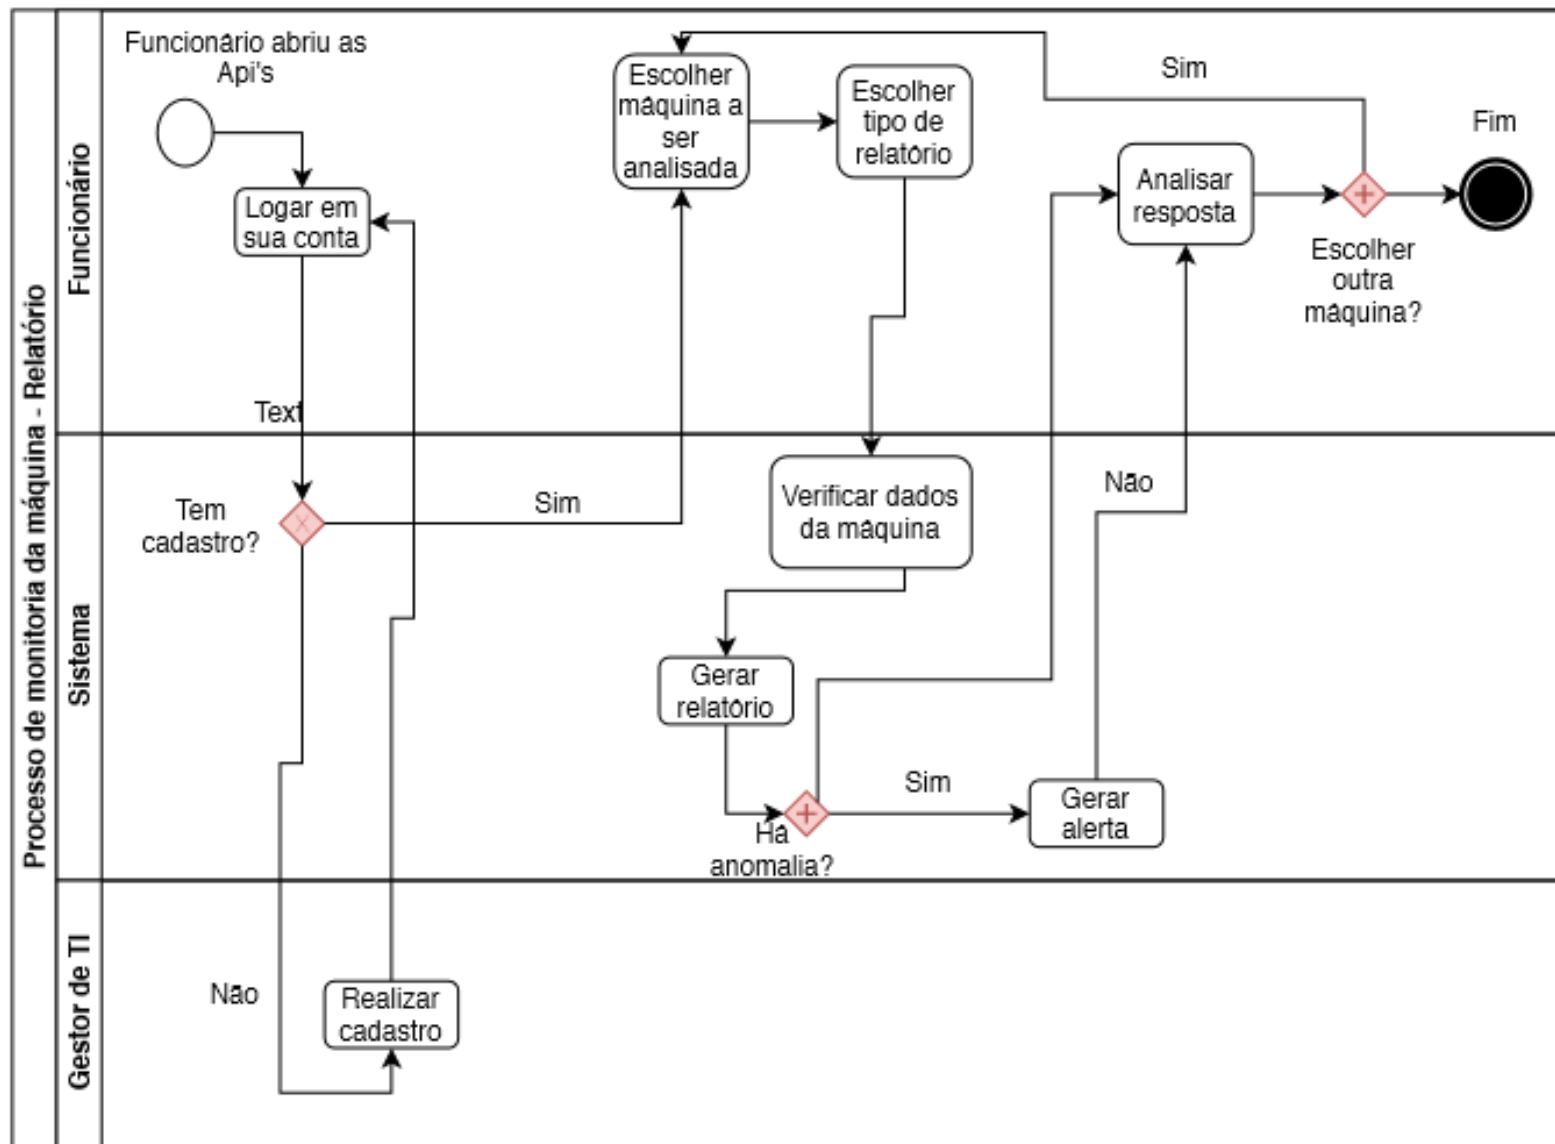 Processo de monitoria da máquina - Relatório
Funcionário
Funcionário abriu as
Api's
Logar em
sua conta
Text
Escolher
máquina a
ser
analisada
Escolher
tipo de
relatório
Sim
Analisar
resposta
Escolher
outra
máquina?
Fim
Sistema
Tem
cadastro?
Sim
Verificar dados
da máquina
Não
Gerar
relatório
Há
anomalia?
Sim
Gerar
alerta
Gestor de TI
Não
Realizar
cadastro